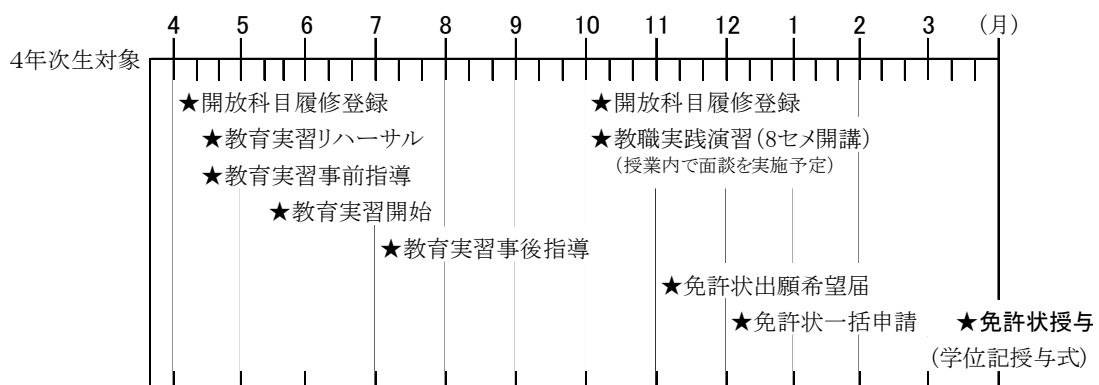 4 5 6 7 8 9 10 11 12 1 2 3 (月)
4年次生対象
★開放科目履修登録 ★開放科目履修登録
★教育実習リハーサル ★教職実践演習(8セメ開講)
(授業内で面談を実施予定)
★教育実習事前指導
★教育実習開始
★教育実習事後指導
★免許状出願希望届
★免許状一括申請 ★免許状授与
(学位記授与式)